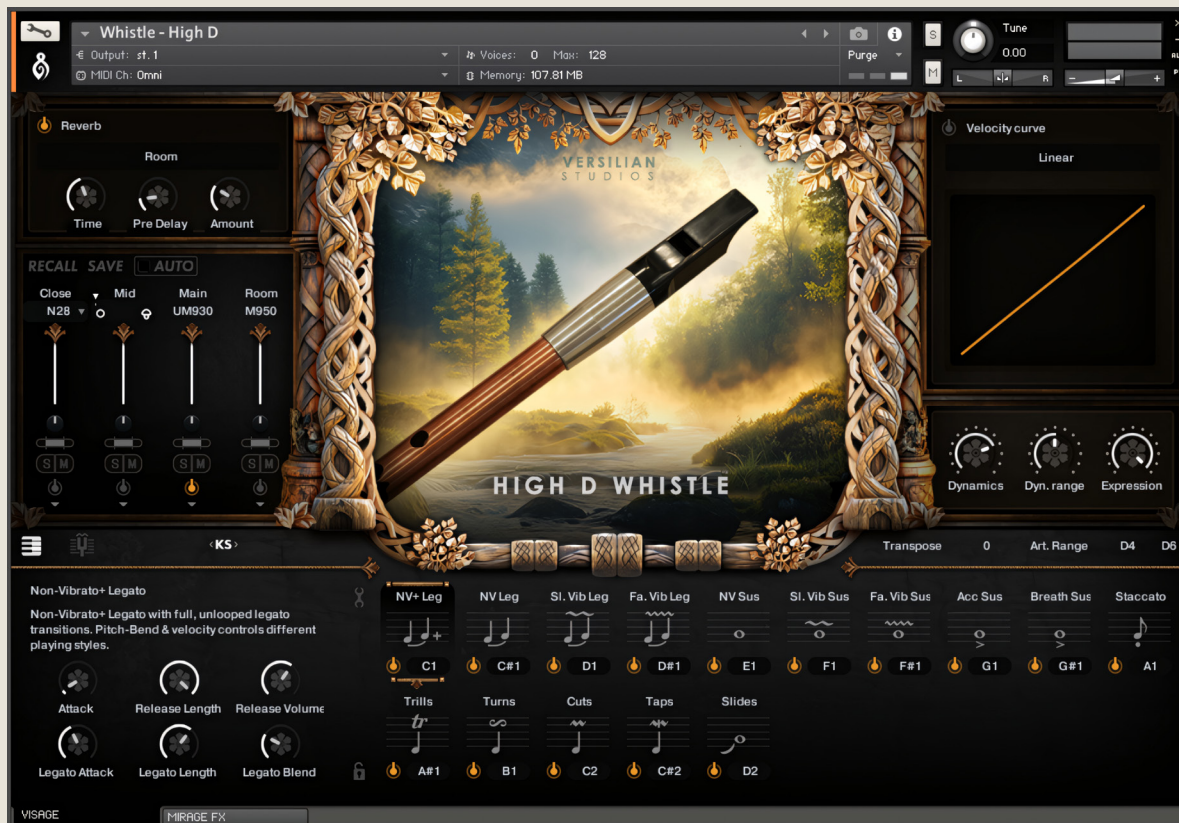 Whistle - High D
Output: st. 1
Voices: 0 Max: 128
Purge
MIDI Ch: Omni
Memory: 107.81 MB
S
M
Tune
0.00
L R
- +
Reverb
Room
Time Pre Delay Amount
VERSILIAN
STUDIOS
Velocity curve
Linear
RECALL SAVE AUTO
Close Mid Main Room
N28 UM930 M950
S M S M S M S M
HIGH D WHISTLE
Dynamics Dyn. range Expression
‹KS›
Transpose 0 Art. Range D4 D6
Non-Vibrato+ Legato
Non-Vibrato+ Legato with full, unlooped legato
transitions. Pitch-Bend & velocity controls different
playing styles.
Attack Release Length Release Volume
Legato Attack Legato Length Legato Blend
NV+ Leg NV Leg Sl. Vib Leg Fa. Vib Leg NV Sus Sl. Vib Sus Fa. Vib Sus Acc Sus Breath Sus Staccato
C1 C#1 D1 D#1 E1 F1 F#1 G1 G#1 A1
Trills Turns Cuts Taps Slides
tr
A#1 B1 C2 C#2 D2
VISAGE MIRAGE FX